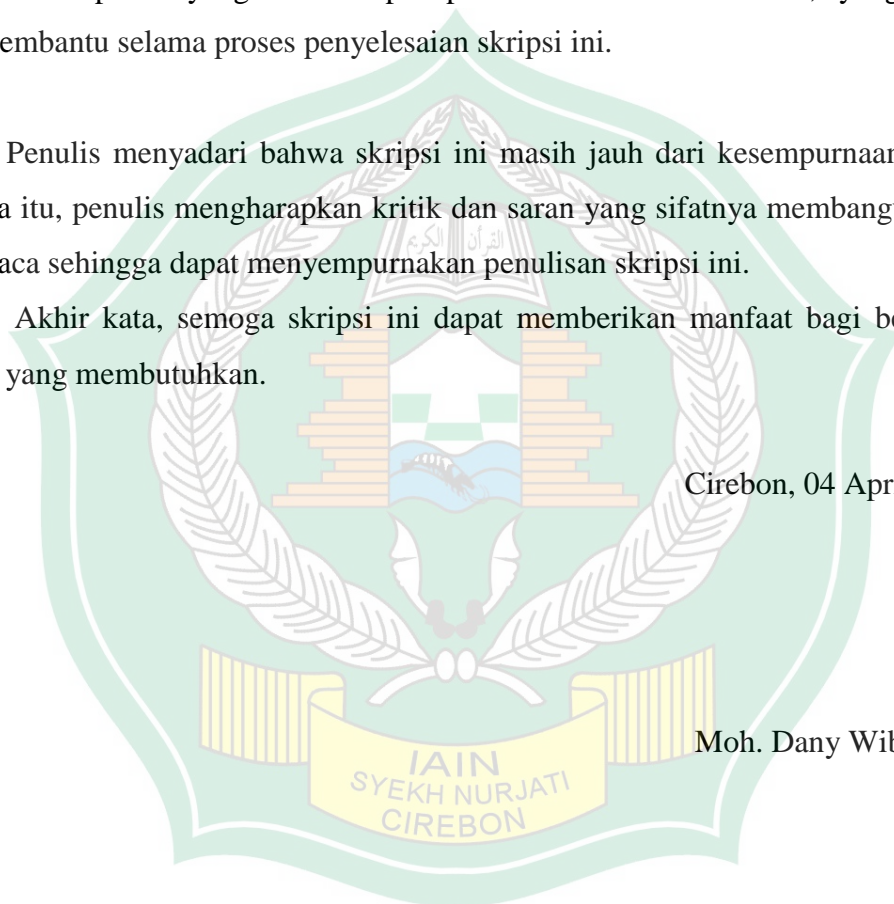 embantu selama proses penyelesaian skripsi ini.
Penulis menyadari bahwa skripsi ini masih jauh dari kesempurnaan
a itu, penulis mengharapkan kritik dan saran yang sifatnya membang
aca sehingga dapat menyempurnakan penulisan skripsi ini.
Akhir kata, semoga skripsi ini dapat memberikan manfaat bagi be
yang membutuhkan.
Cirebon, 04 Apr
Moh. Dany Wib
القرآن الكريم
IAIN
SYEKH NURJATI
CIREBON